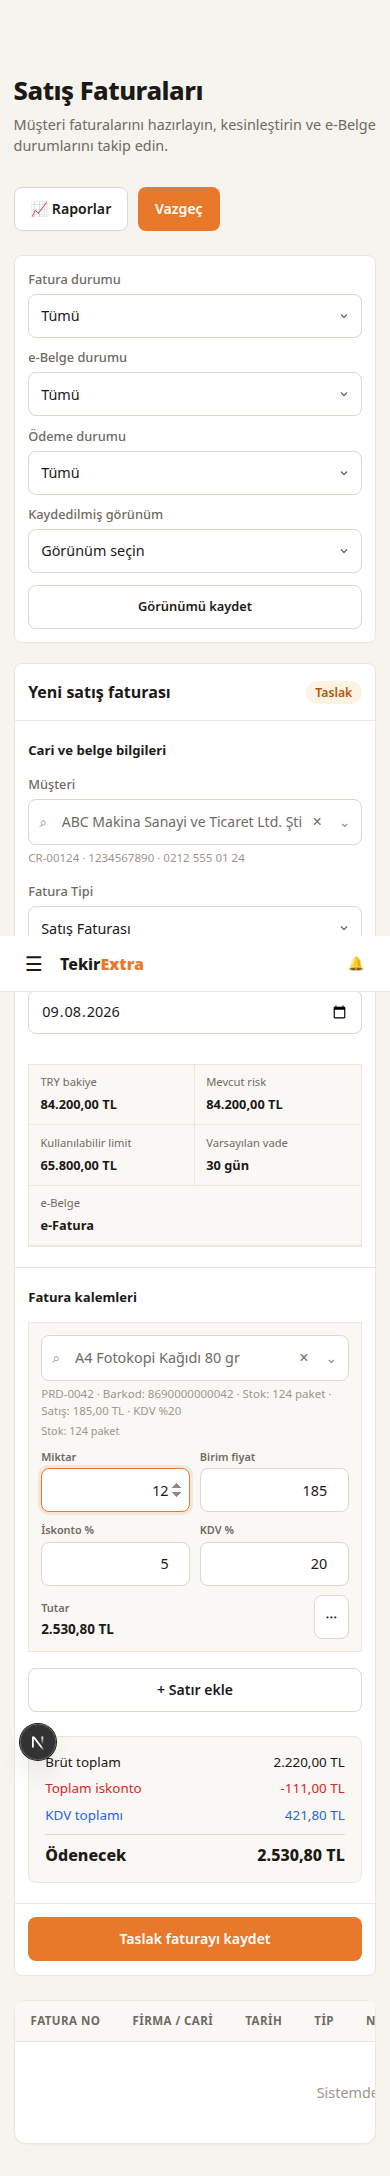 Satış Faturaları
Müşteri faturalarını hazırlayın, kesinleştirin ve e-Belge
durumlarını takip edin.
Raporlar
Vazgeç
Fatura durumu
Tümü
e-Belge durumu
Tümü
Ödeme durumu
Tümü
Kaydedilmiş görünüm
Görünüm seçin
Görünümü kaydet
Yeni satış faturası
Taslak
Cari ve belge bilgileri
Müşteri
ABC Makina Sanayi ve Ticaret Ltd. Şti
CR-00124 · 1234567890 · 0212 555 01 24
Fatura Tipi
Satış Faturası
TekirExtra
09.08.2026
TRY bakiye
84.200,00 TL
Mevcut risk
84.200,00 TL
Kullanılabilir limit
65.800,00 TL
Varsayılan vade
30 gün
e-Belge
e-Fatura
Fatura kalemleri
A4 Fotokopi Kağıdı 80 gr
PRD-0042 · Barkod: 8690000000042 · Stok: 124 paket ·
Satış: 185,00 TL · KDV %20
Stok: 124 paket
Miktar
12
Birim fiyat
185
İskonto %
5
KDV %
20
Tutar
2.530,80 TL
+ Satır ekle
N
Brüt toplam 2.220,00 TL
Toplam iskonto -111,00 TL
KDV toplamı 421,80 TL
Ödenecek 2.530,80 TL
Taslak faturayı kaydet
FATURA NO FİRMA / CARİ TARİH TİP N
Sistemde